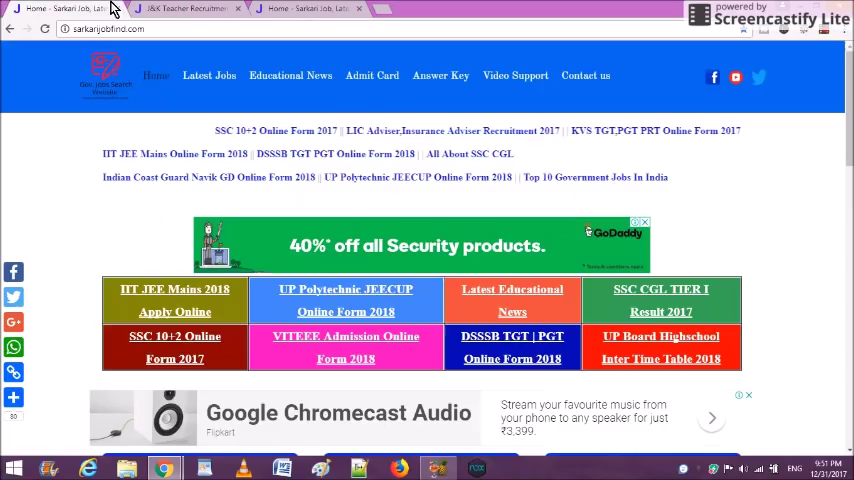 Home - Sarkari Job, Late
J&K Teacher Recruitmen
Home - Sarkari Job, Late
powered by
Screencastify Lite
sarkarijobfind.com
Gov. Jobs Search
Website
Home Latest Jobs Educational News Admit Card Answer Key Video Support Contact us
SSC 10+2 Online Form 2017 || LIC Adviser,Insurance Adviser Recruitment 2017 || KVS TGT,PGT PRT Online Form 2017
IIT JEE Mains Online Form 2018 || DSSSB TGT PGT Online Form 2018 || All About SSC CGL
Indian Coast Guard Navik GD Online Form 2018 || UP Polytechnic JEECUP Online Form 2018 || Top 10 Government Jobs In India
40%* off all Security products.
GoDaddy
IIT JEE Mains 2018
Apply Online
UP Polytechnic JEECUP
Online Form 2018
Latest Educational
News
SSC CGL TIER I
Result 2017
SSC 10+2 Online
Form 2017
VITEEE Admission Online
Form 2018
DSSSB TGT | PGT
Online Form 2018
UP Board Highschool
Inter Time Table 2018
80
Google Chromecast Audio
Flipkart
Stream your favourite music from
your phone to any speaker for just
₹3,399.
ENG
9:51 PM
12/31/2017